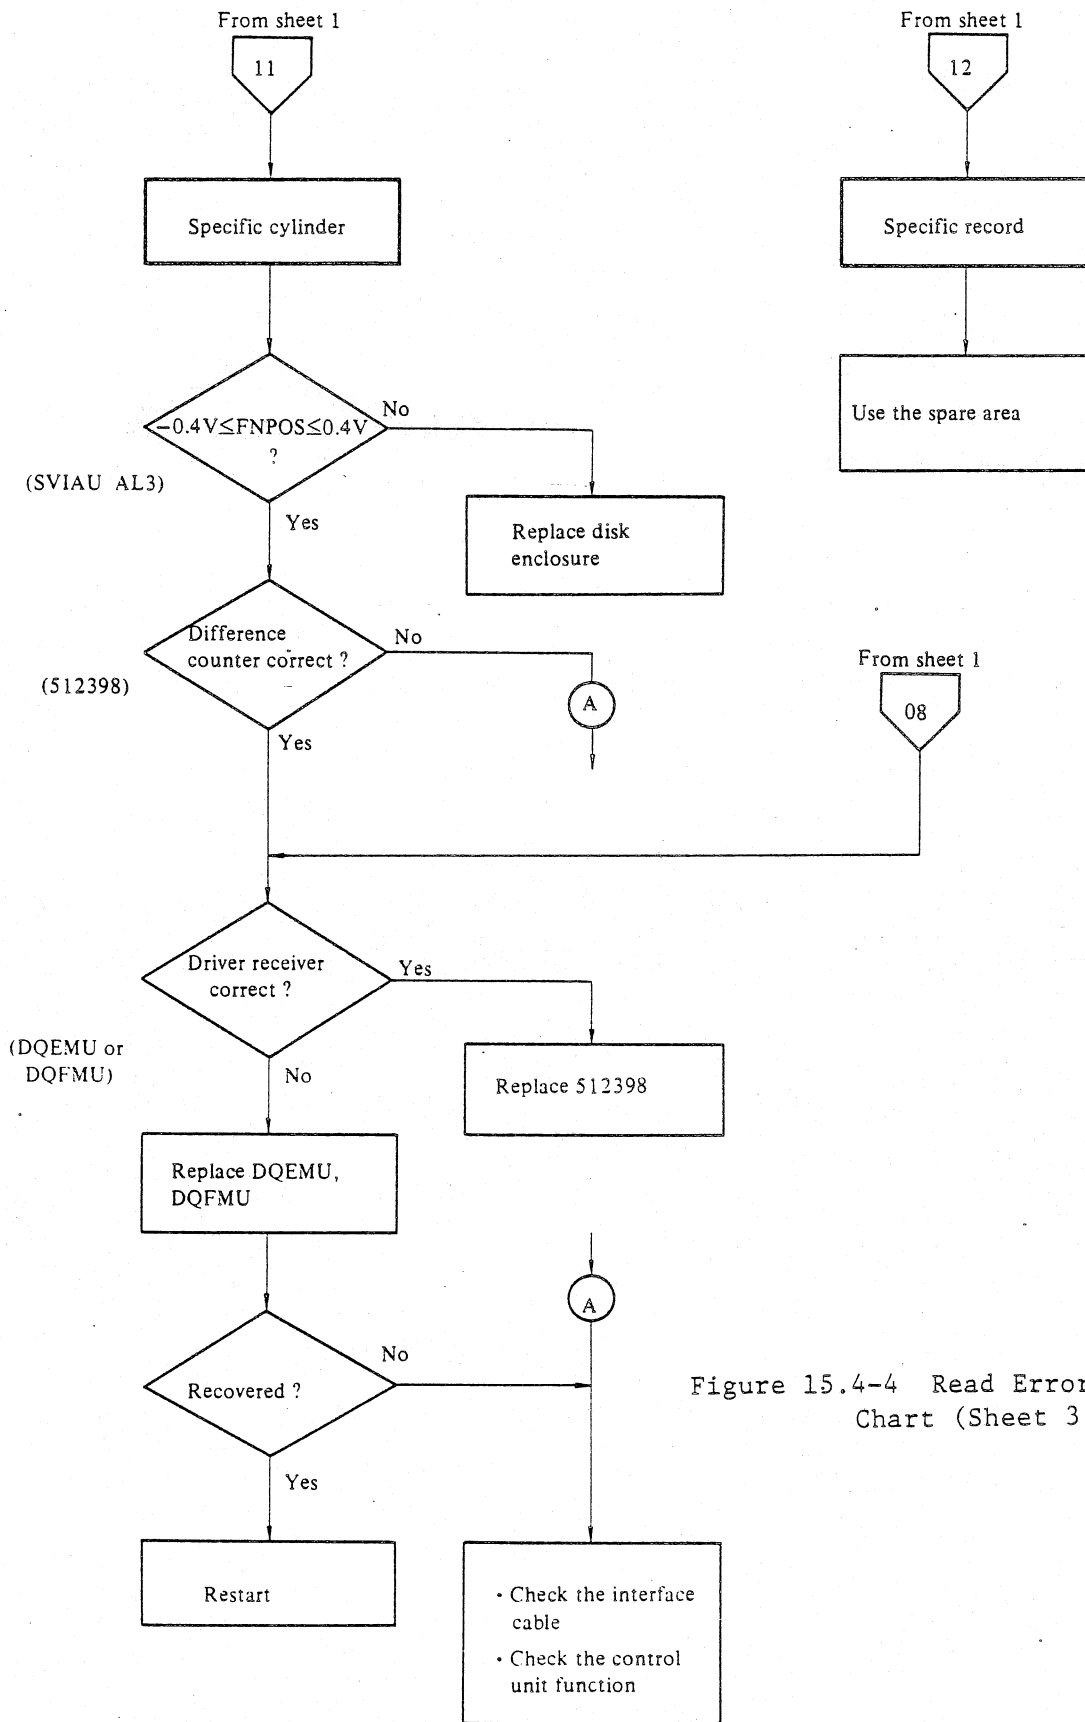 From sheet 1
11
Specific cylinder
−0.4V≤FNPOS≤0.4V
?
No
(SVIAU AL3)
Yes
Replace disk
enclosure
Difference
counter correct ?
No
(512398)
A
Yes
From sheet 1
12
Specific record
Use the spare area
From sheet 1
08
Driver receiver
correct ?
Yes
(DQEMU or
DQFMU)
No
Replace 512398
Replace DQEMU,
DQFMU
A
Recovered ?
No
Yes
Restart
• Check the interface
cable
• Check the control
unit function
Figure 15.4-4 Read Error
Chart (Sheet 3